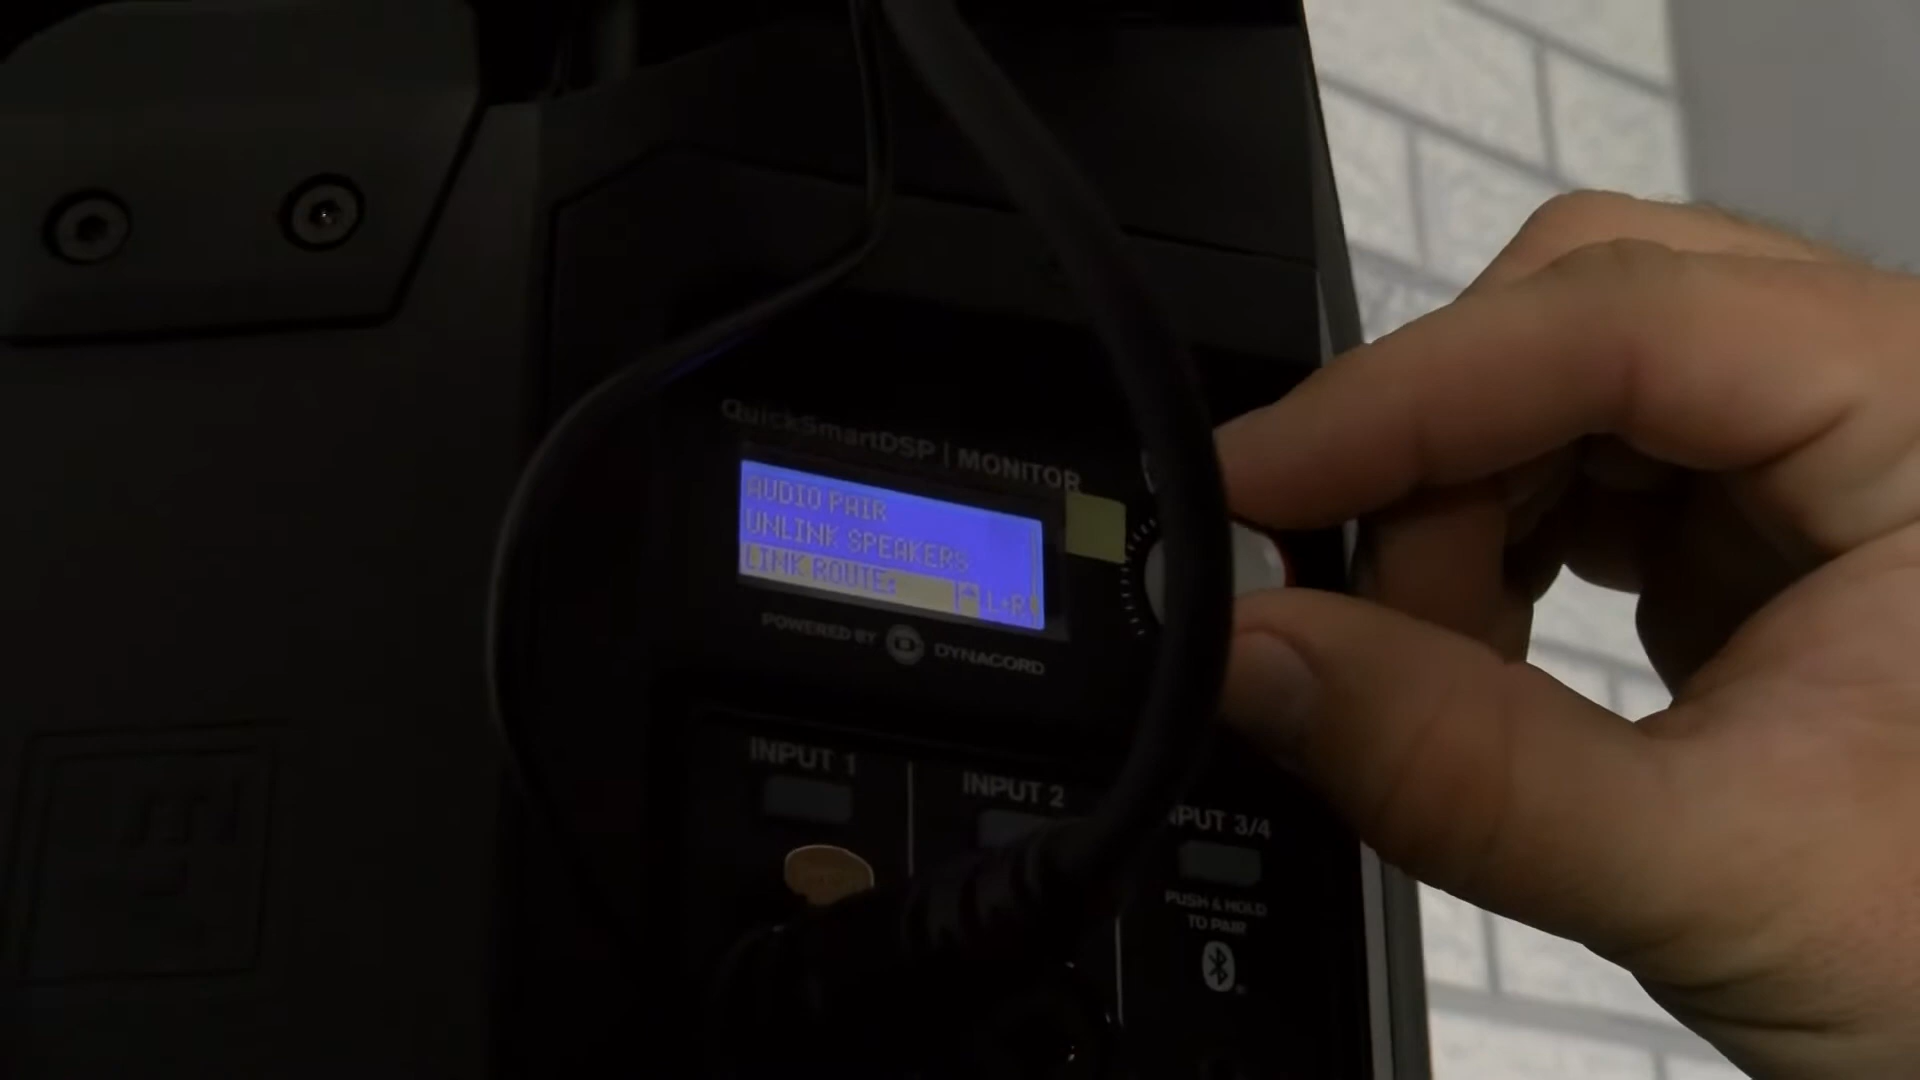 QuickSmartDSP | MONITOR
AUDIO PAIR
UNLINK SPEAKERS
LINK ROUTE: L+R
POWERED BY DYNACORD
INPUT 1
INPUT 2
INPUT 3/4
PUSH & HOLD
TO PAIR